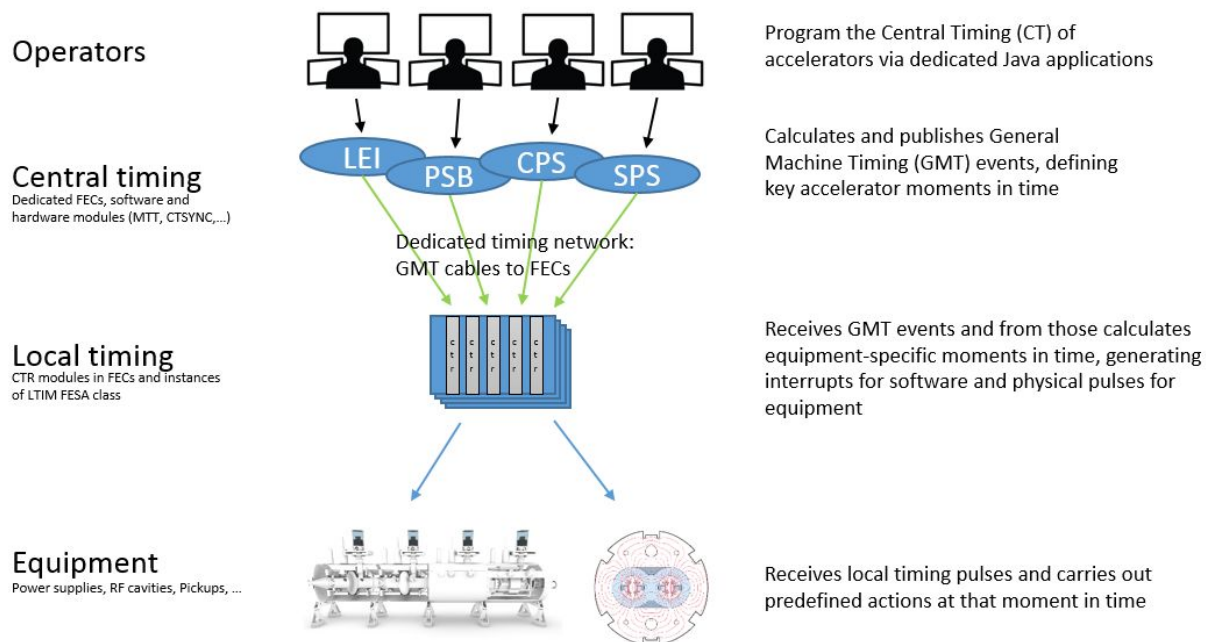 Operators
Program the Central Timing (CT) of
accelerators via dedicated Java applications
LEI
PSB
CPS
SPS
Central timing
Dedicated FECs, software and
hardware modules (MTT, CTSYNC,...)
Calculates and publishes General
Machine Timing (GMT) events, defining
key accelerator moments in time
Dedicated timing network:
GMT cables to FECs
Local timing
CTR modules in FECs and instances
of LTIM FESA class
ctr
ctr
ctr
ctr
ctr
Receives GMT events and from those calculates
equipment-specific moments in time, generating
interrupts for software and physical pulses for
equipment
Equipment
Power supplies, RF cavities, Pickups, ...
Receives local timing pulses and carries out
predefined actions at that moment in time